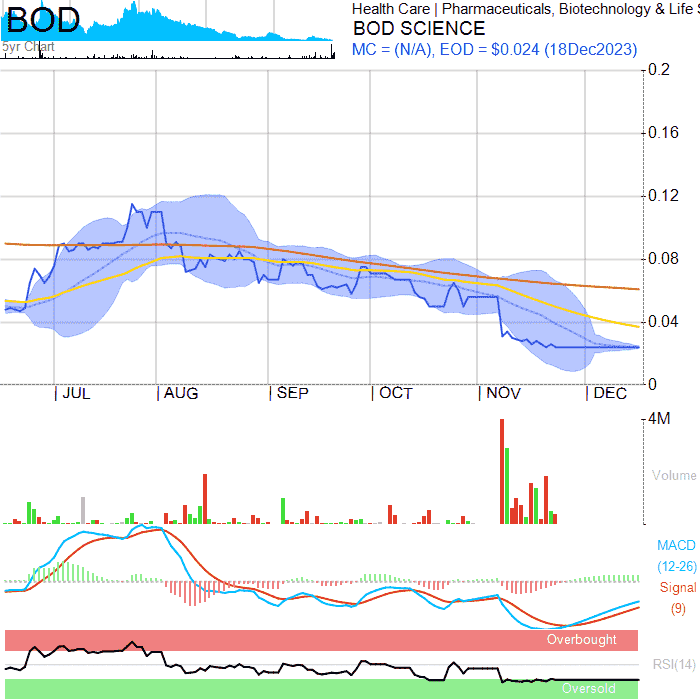 BOD
5yr Chart
Health Care | Pharmaceuticals, Biotechnology & Life
BOD SCIENCE
MC = (N/A), EOD = $0.024 (18Dec2023)
0.2
0.16
0.12
0.08
0.04
0
JUL AUG SEP OCT NOV DEC
4M
Volume
MACD
(12-26)
Signal
(9)
Overbought
RSI(14)
Oversold